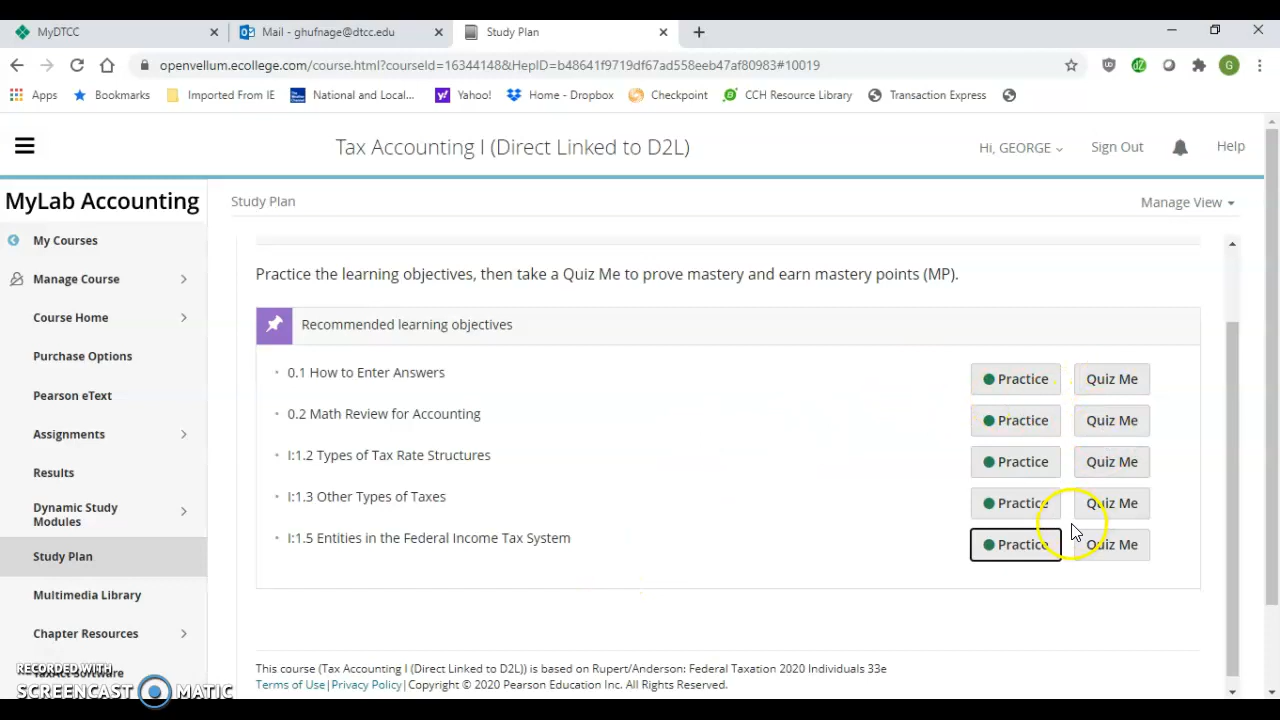 MyDTCC
Mail - ghufnage@dtcc.edu
Study Plan
openvellum.ecollege.com/course.html?courseId=16344148&HepID=b48641f9719df67ad558eeb47af80983#10019
Apps
Bookmarks
Imported From IE
National and Local...
Yahoo!
Home - Dropbox
Checkpoint
CCH Resource Library
Transaction Express
Tax Accounting I (Direct Linked to D2L)
Hi, GEORGE
Sign Out
Help
MyLab Accounting
My Courses
Manage Course
Course Home
Purchase Options
Pearson eText
Assignments
Results
Dynamic Study
Modules
Study Plan
Multimedia Library
Chapter Resources
TaxAct Software
Study Plan
Manage View
Practice the learning objectives, then take a Quiz Me to prove mastery and earn mastery points (MP).
Recommended learning objectives
0.1 How to Enter Answers
Practice
Quiz Me
0.2 Math Review for Accounting
Practice
Quiz Me
I:1.2 Types of Tax Rate Structures
Practice
Quiz Me
I:1.3 Other Types of Taxes
Practice
Quiz Me
I:1.5 Entities in the Federal Income Tax System
Practice
Quiz Me
This course (Tax Accounting I (Direct Linked to D2L)) is based on Rupert/Anderson: Federal Taxation 2020 Individuals 33e
Terms of Use|Privacy Policy|Copyright © 2020 Pearson Education Inc. All Rights Reserved.
RECORDED WITH
SCREENCAST MATIC